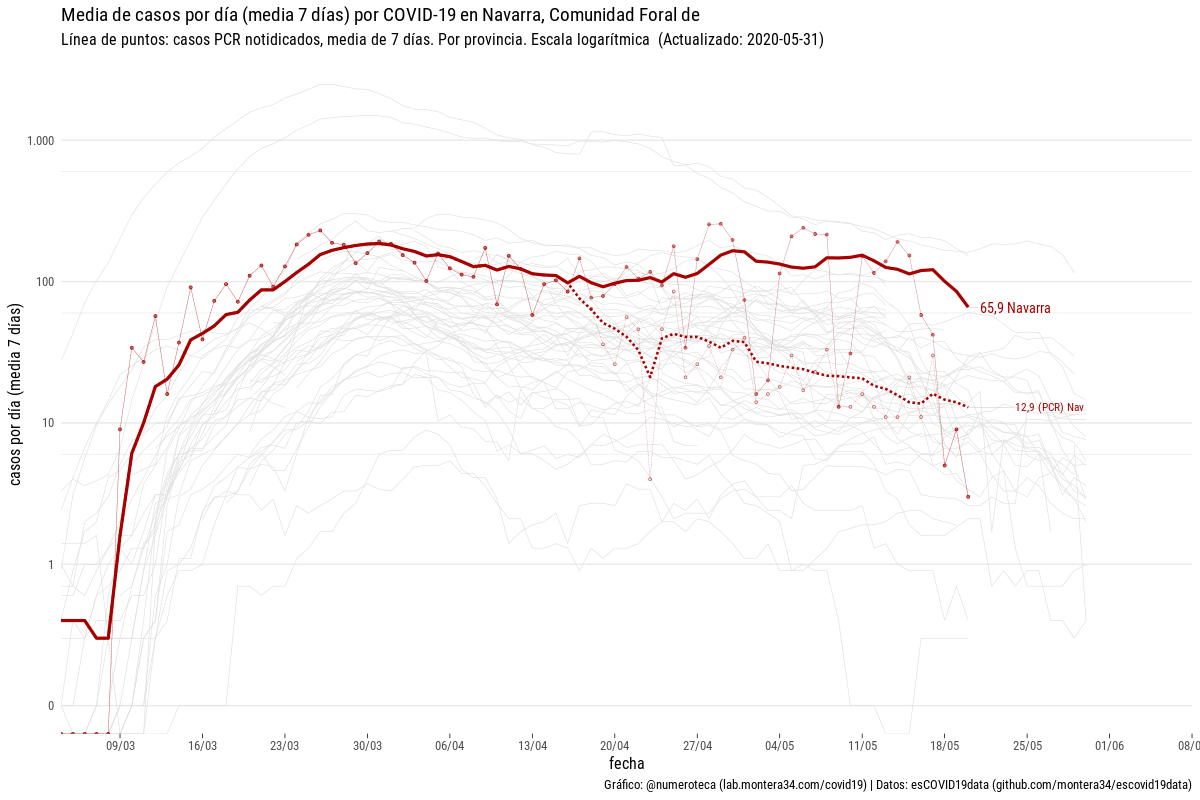 Media de casos por día (media 7 días) por COVID-19 en Navarra, Comunidad Foral de
Línea de puntos: casos PCR notidicados, media de 7 días. Por provincia. Escala logarítmica (Actualizado: 2020-05-31)
casos por día (media 7 días)
1.000
100
10
1
0
65,9 Navarra
12,9 (PCR) Nav
09/03
16/03
23/03
30/03
06/04
13/04
20/04
27/04
04/05
11/05
18/05
25/05
01/06
08/0
fecha
Gráfico: @numeroteca (lab.montera34.com/covid19) | Datos: esCOVID19data (github.com/montera34/escovid19data)